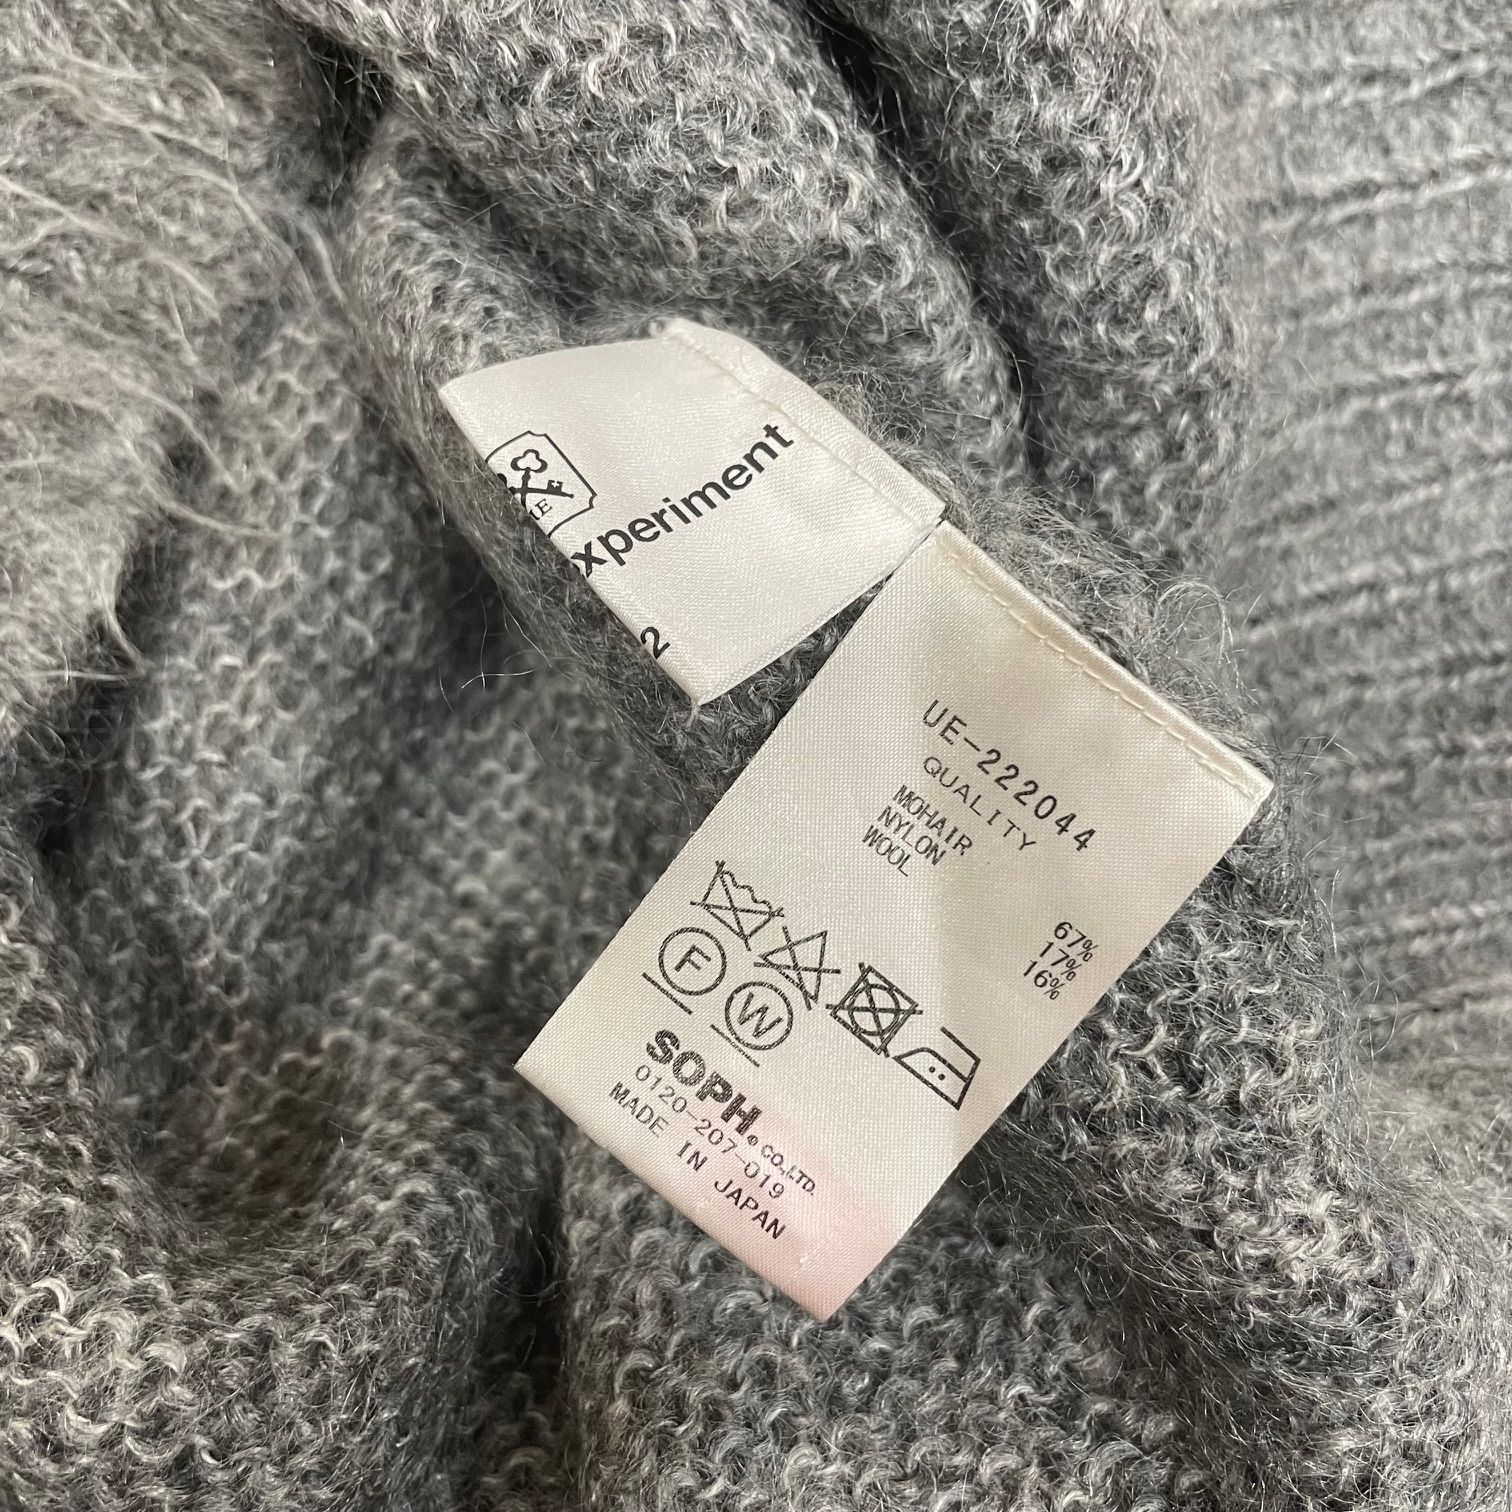 xperiment
2
UE-222044
QUALITY
MOHAIR 67%
NYLON 17%
WOOL 16%
F
W
SOPH. CO.,LTD.
0120-207-019
MADE IN JAPAN